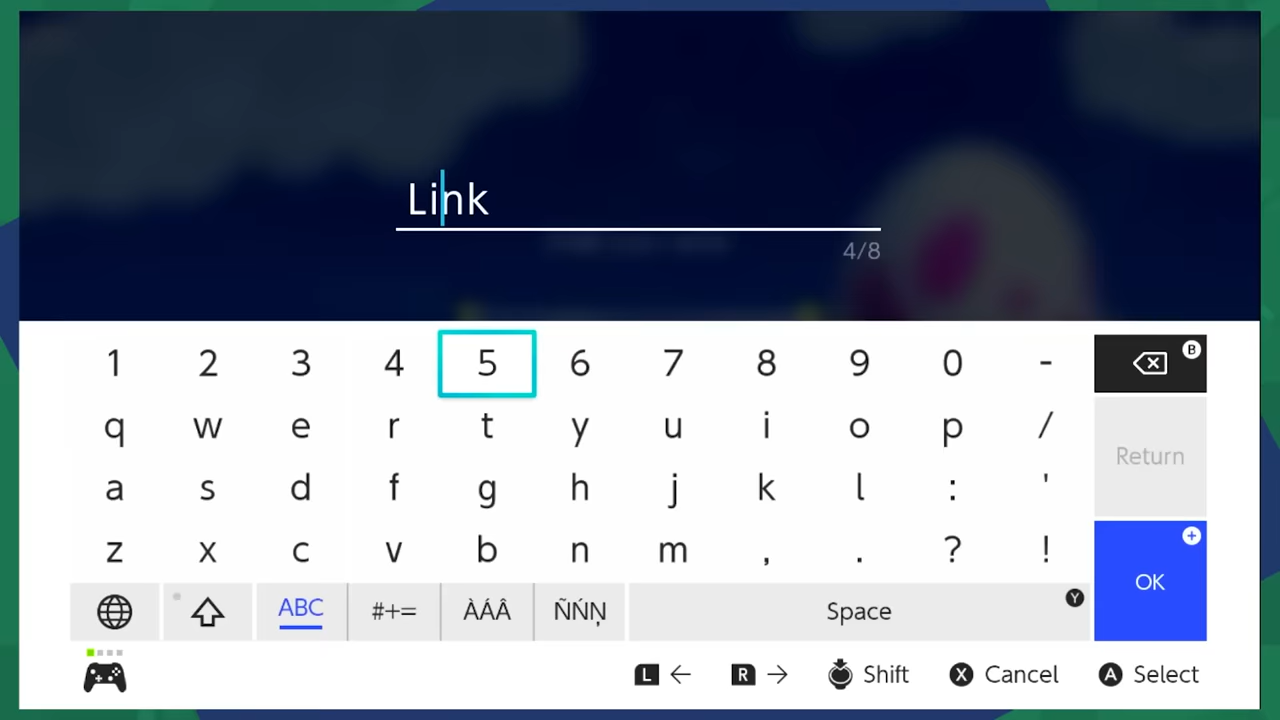 Link
4/8
1 2 3 4 5 6 7 8 9 0 -
B
q w e r t y u i o p /
Return
a s d f g h j k l : '
z x c v b n m , . ? !
+
OK
ABC #+= ÀÁÂ ÑŃŅ Space Y
L ← R → Shift X Cancel A Select